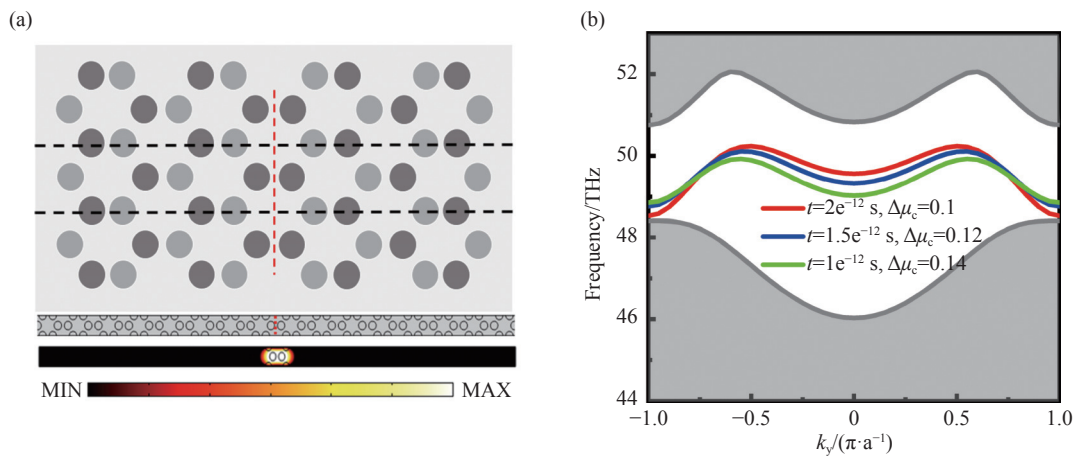 (a)
MIN
MAX
(b)
Frequency/THz
52
50
48
46
44
t=2e⁻¹² s, Δμc=0.1
t=1.5e⁻¹² s, Δμc=0.12
t=1e⁻¹² s, Δμc=0.14
−1.0
−0.5
0
0.5
1.0
ky/(π·a⁻¹)